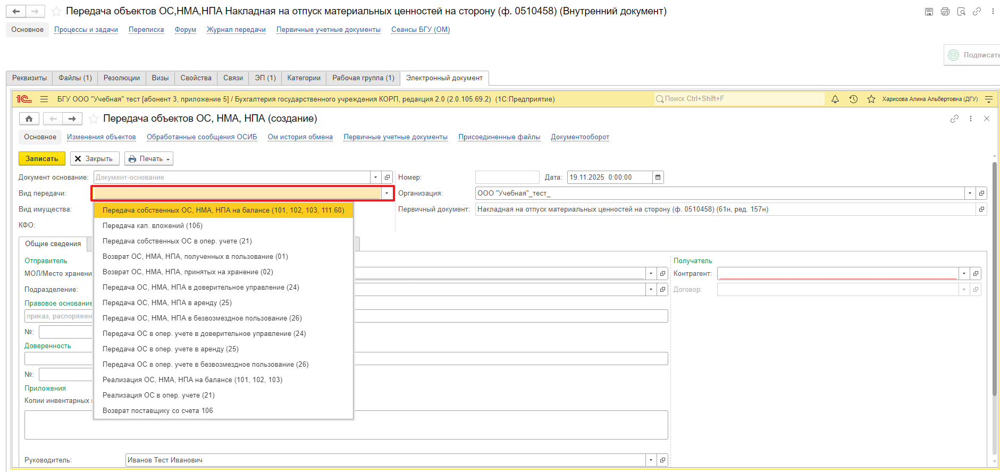 Передача объектов ОС,НМА,НПА Накладная на отпуск материальных ценностей на сторону (ф. 0510458) (Внутренний документ)
Основное Процессы и задачи Переписка Форум Журнал передачи Первичные учетные документы Сеансы БГУ (ОМ)
Подписать
Реквизиты Файлы (1) Резолюции Визы Свойства Связи ЭП (1) Категории Рабочая группа (1) Электронный документ
1С БГУ ООО "Учебная" тест [абонент 3, приложение 5] / Бухгалтерия государственного учреждения КОРП, редакция 2.0 (2.0.105.69.2) (1С:Предприятие) Поиск Ctrl+Shift+F Харисова Алина Альбертовна (ДГУ)
Передача объектов ОС, НМА, НПА (создание)
Основное Изменения объектов Обработанные сообщения ОСИБ Ом история обмена Первичные учетные документы Присоединенные файлы Документооборот
Записать Закрыть Печать
Документ основание: Документ-основание Номер: Дата: 19.11.2025 0:00:00
Вид передачи: Организация: ООО "Учебная"_тест_
Вид имущества: Передача собственных ОС, НМА, НПА на балансе (101, 102, 103, 111.60) Первичный документ: Накладная на отпуск материальных ценностей на сторону (ф. 0510458) (61н, ред. 157н)
КФО: Передача кап. вложений (106)
Общие сведения Передача собственных ОС в опер. учете (21)
Отправитель Возврат ОС, НМА, НПА, полученных в пользование (01) Получатель
МОЛ/Место хранени Возврат ОС, НМА, НПА, принятых на хранение (02) Контрагент:
Подразделение: Передача ОС, НМА, НПА в доверительное управление (24) Договор:
Правовое основание Передача ОС, НМА, НПА в аренду (25)
приказ, распоряжен Передача ОС, НМА, НПА в безвозмездное пользование (26)
№: Передача ОС в опер. учете в доверительное управление (24)
Доверенность Передача ОС в опер. учете в аренду (25)
Передача ОС в опер. учете в безвозмездное пользование (26)
№: Реализация ОС, НМА, НПА на балансе (101, 102, 103)
Приложения Реализация ОС в опер. учете (21)
Копии инвентарных Возврат поставщику со счета 106
Руководитель: Иванов Тест Иванович